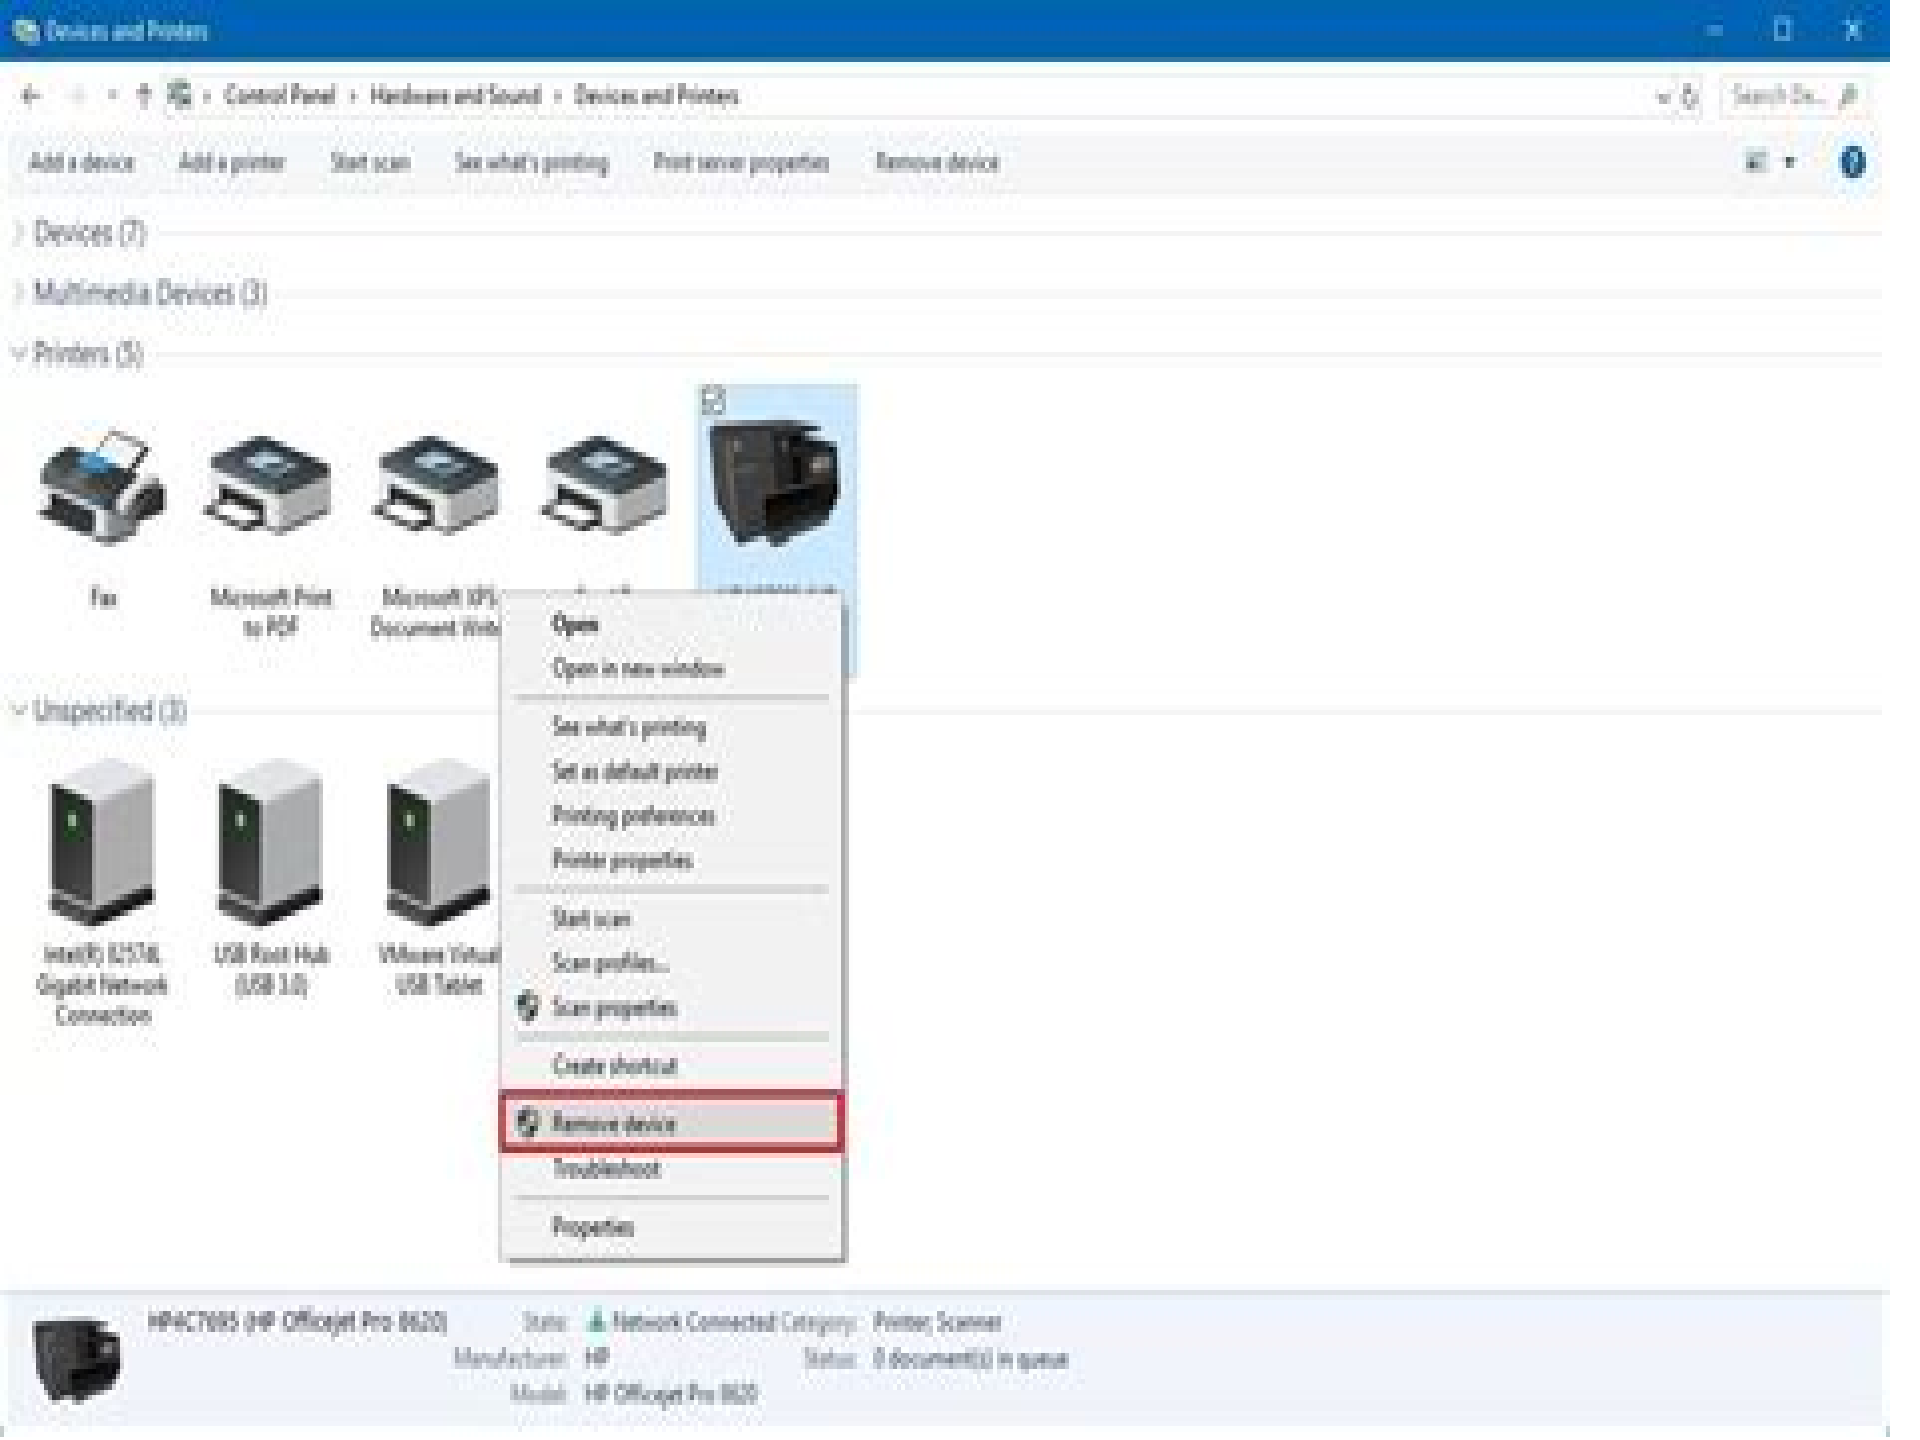 Devices and Printers
Control Panel › Hardware and Sound › Devices and Printers
Search De...
Add a device Add a printer Start scan See what's printing Print server properties Remove device
Devices (7)
Multimedia Devices (3)
Printers (5)
Fax
Microsoft Print to PDF
Microsoft XPS Document Write
Open
Open in new window
See what's printing
Set as default printer
Printing preferences
Printer properties
Start scan
Scan profiles...
Scan properties
Create shortcut
Remove device
Troubleshoot
Properties
Unspecified (3)
Intel(R) 82574L Gigabit Network Connection
USB Root Hub (USB 3.0)
VMware Virtual USB Tablet
(HP Officejet Pro 8620)
State: Network Connected
Category: Printer; Scanner
Manufacturer: HP
Status: 0 document(s) in queue
Model: HP Officejet Pro 8620